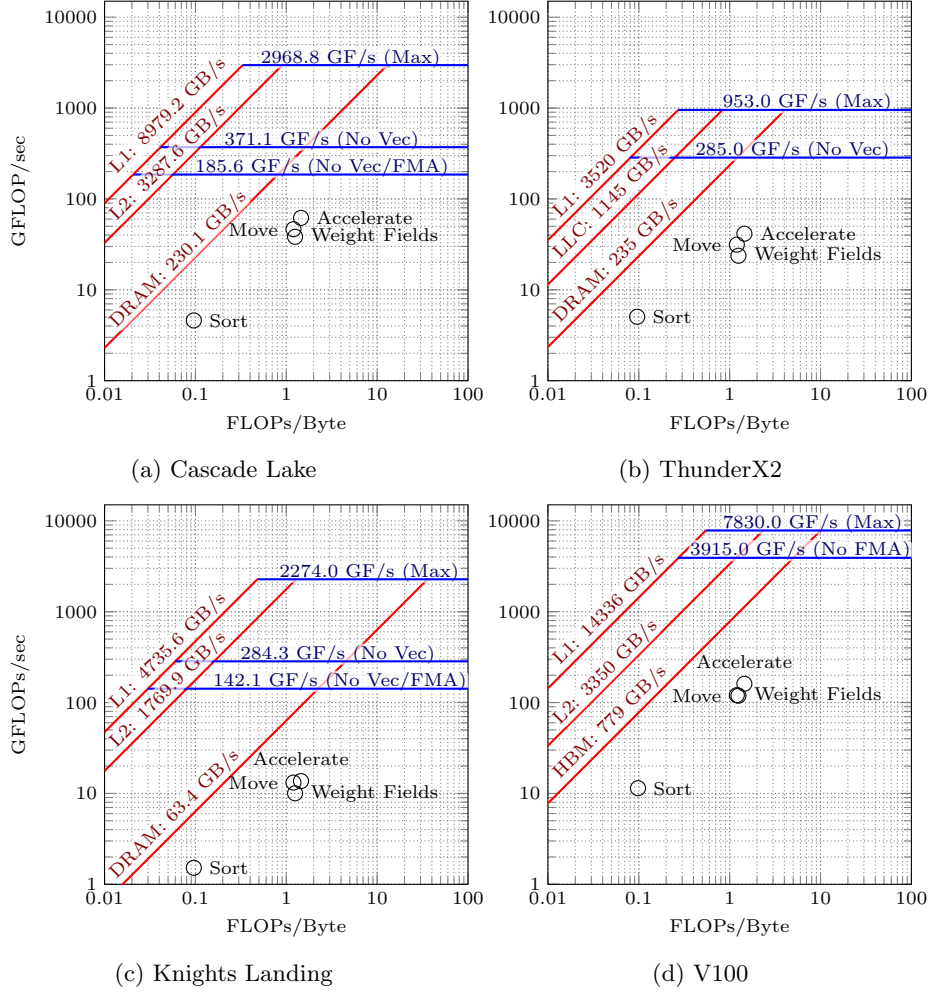 10000
1000
100
10
1
0.01
0.1
1
10
100
GFLOP/sec
FLOPs/Byte
L1: 8979.2 GB/s
L2: 3287.6 GB/s
DRAM: 230.1 GB/s
2968.8 GF/s (Max)
371.1 GF/s (No Vec)
185.6 GF/s (No Vec/FMA)
Accelerate
Move
Weight Fields
Sort
(a) Cascade Lake
10000
1000
100
10
1
0.01
0.1
1
10
100
FLOPs/Byte
L1: 3520 GB/s
LLC: 1145 GB/s
DRAM: 235 GB/s
953.0 GF/s (Max)
285.0 GF/s (No Vec)
Accelerate
Move
Weight Fields
Sort
(b) ThunderX2
10000
1000
100
10
1
0.01
0.1
1
10
100
GFLOPs/sec
FLOPs/Byte
L1: 4735.6 GB/s
L2: 1769.9 GB/s
DRAM: 63.4 GB/s
2274.0 GF/s (Max)
284.3 GF/s (No Vec)
142.1 GF/s (No Vec/FMA)
Accelerate
Move
Weight Fields
Sort
(c) Knights Landing
10000
1000
100
10
1
0.01
0.1
1
10
100
FLOPs/Byte
L1: 14336 GB/s
L2: 3350 GB/s
HBM: 779 GB/s
7830.0 GF/s (Max)
3915.0 GF/s (No FMA)
Accelerate
Move
Weight Fields
Sort
(d) V100